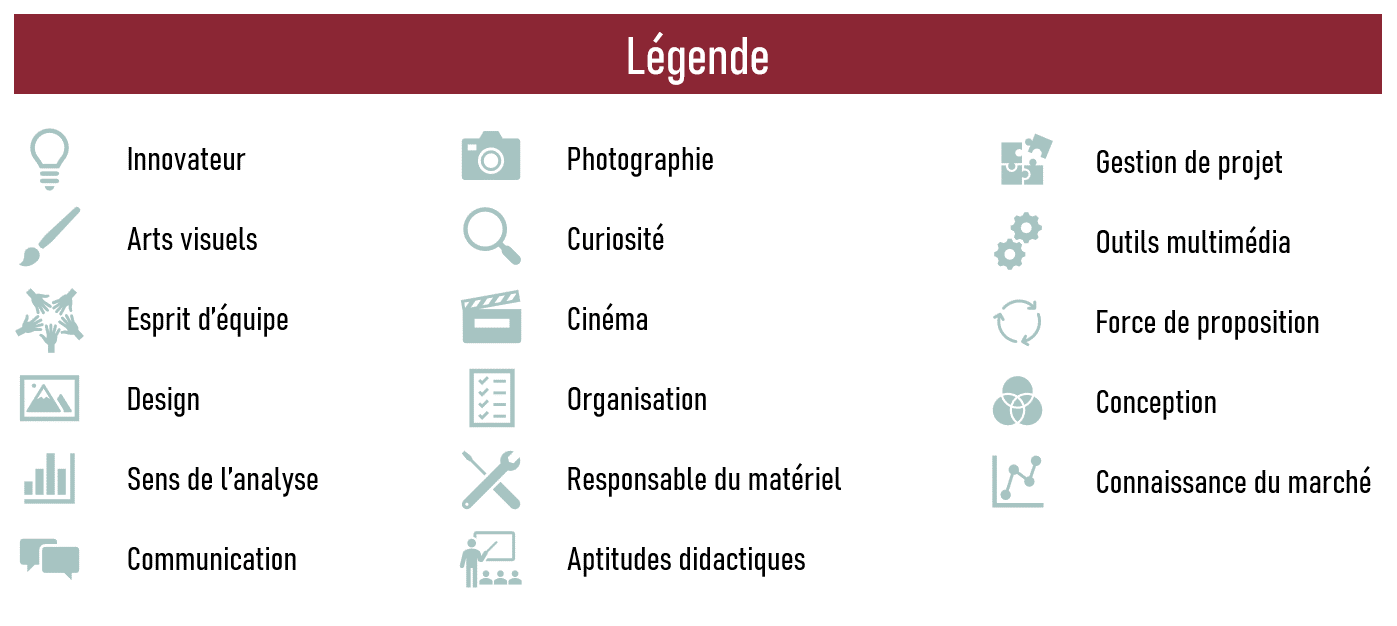 Légende
Innovateur
Arts visuels
Esprit d'équipe
Design
Sens de l'analyse
Communication
Photographie
Curiosité
Cinéma
Organisation
Responsable du matériel
Aptitudes didactiques
Gestion de projet
Outils multimédia
Force de proposition
Conception
Connaissance du marché